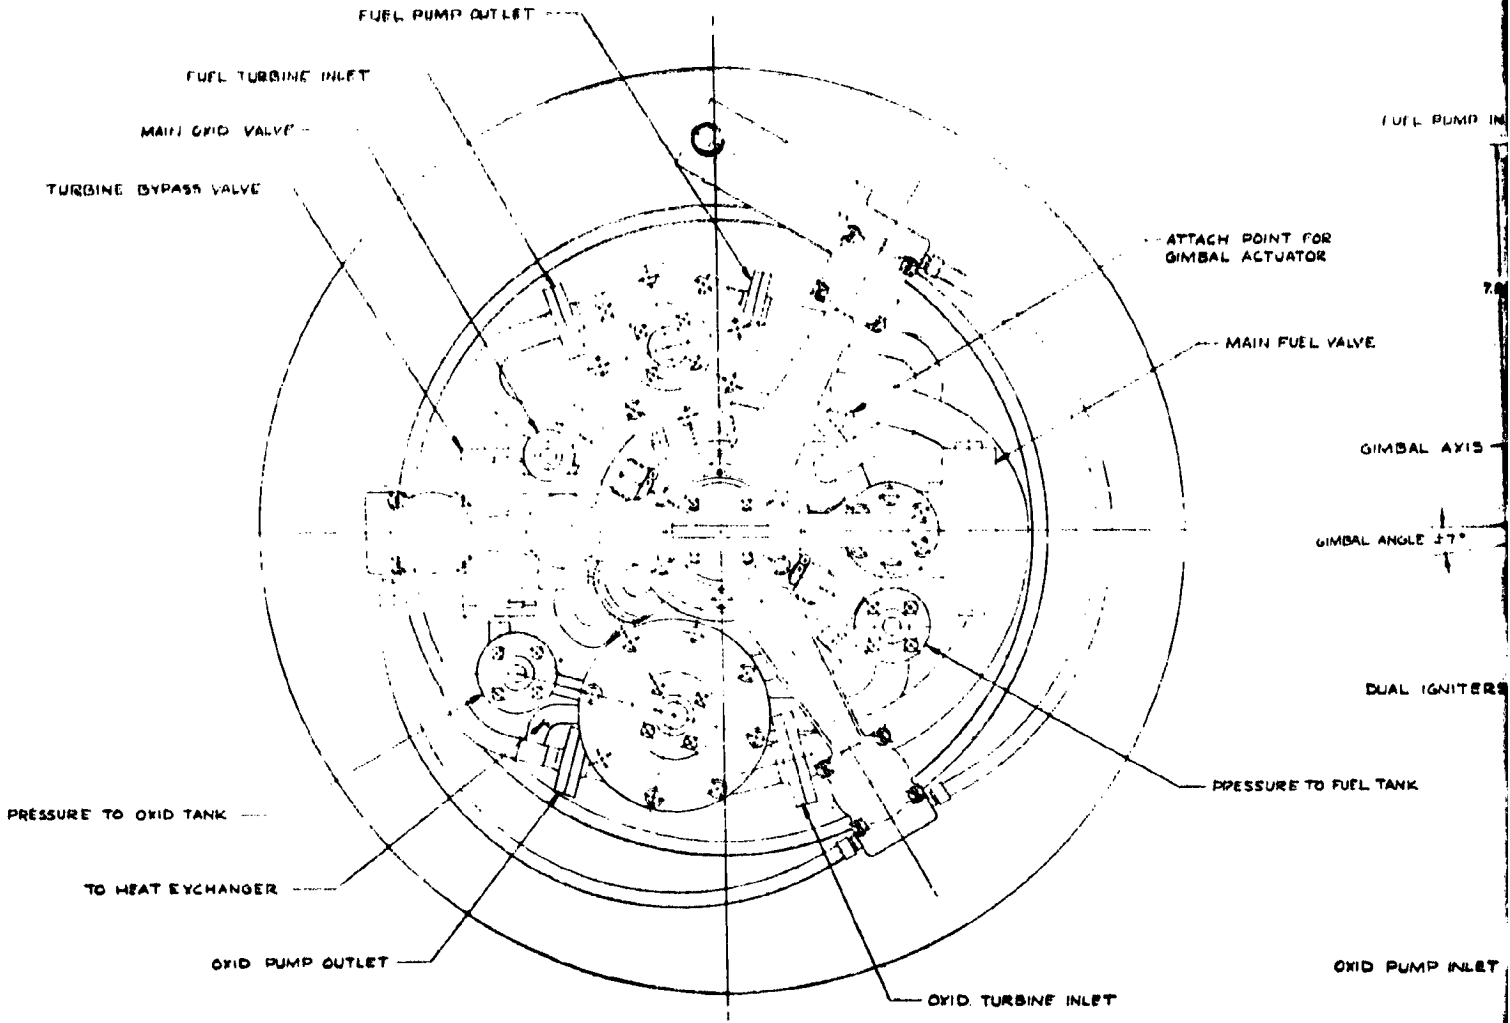 FUEL PUMP OUTLET
FUEL TURBINE INLET
MAIN OXID VALVE
TURBINE BYPASS VALVE
FUEL PUMP IN
ATTACH POINT FOR
GIMBAL ACTUATOR
MAIN FUEL VALVE
GIMBAL AXIS
GIMBAL ANGLE ±7°
DUAL IGNITERS
PRESSURE TO FUEL TANK
PRESSURE TO OXID TANK
TO HEAT EXCHANGER
OXID PUMP OUTLET
OXID PUMP INLET
OXID. TURBINE INLET